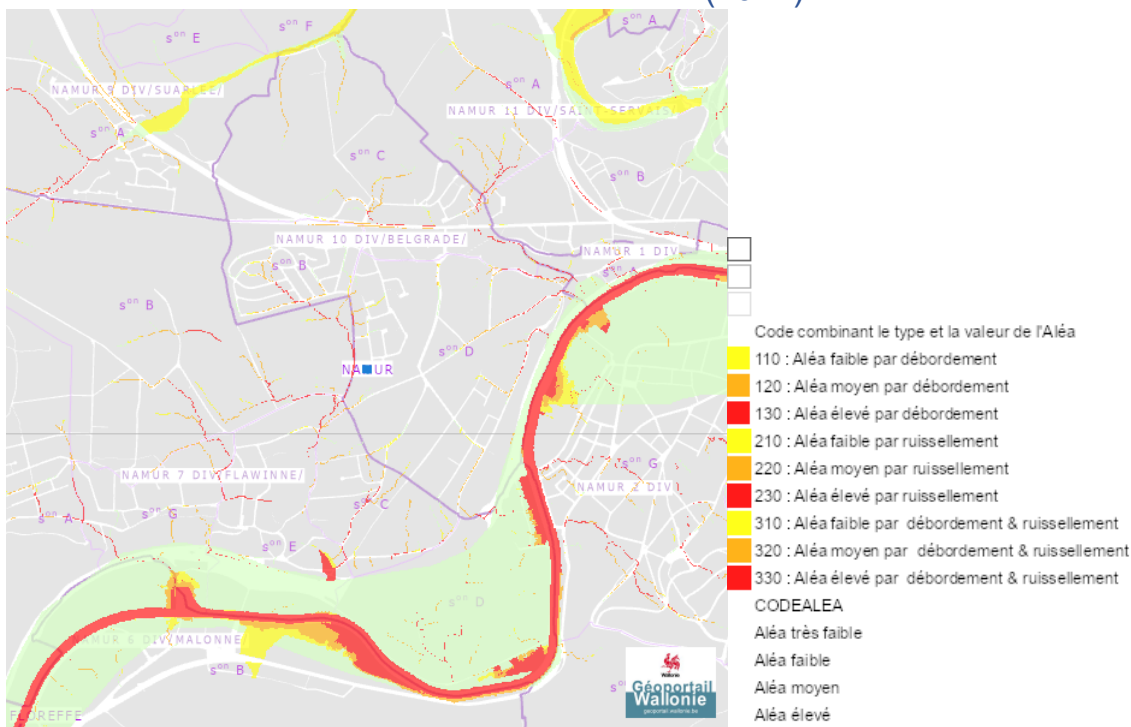 son F
son E
son A
NAMUR 5 DIV/SUARLEE/
son A
NAMUR 11 DIV/SAINT-SERVAIS/
son A
son C
son B
NAMUR 10 DIV/BELGRADE/
NAMUR 1 DIV
son B
son B
Code combinant le type et la valeur de l'Aléa
110 : Aléa faible par débordement
son D
NAMUR
120 : Aléa moyen par débordement
130 : Aléa élevé par débordement
210 : Aléa faible par ruissellement
220 : Aléa moyen par ruissellement
NAMUR 7 DIV/FLAWINNE/
son G
NAMUR 2 DIV
230 : Aléa élevé par ruissellement
son A
son G
son C
310 : Aléa faible par débordement & ruissellement
son E
320 : Aléa moyen par débordement & ruissellement
330 : Aléa élevé par débordement & ruissellement
son D
CODEALEA
NAMUR 6 DIV/MALONNE/
Aléa très faible
son B
Aléa faible
Wallonie
Géoportail
Wallonie
geoportail.wallonie.be
Aléa moyen
FLOREFFE
Aléa élevé